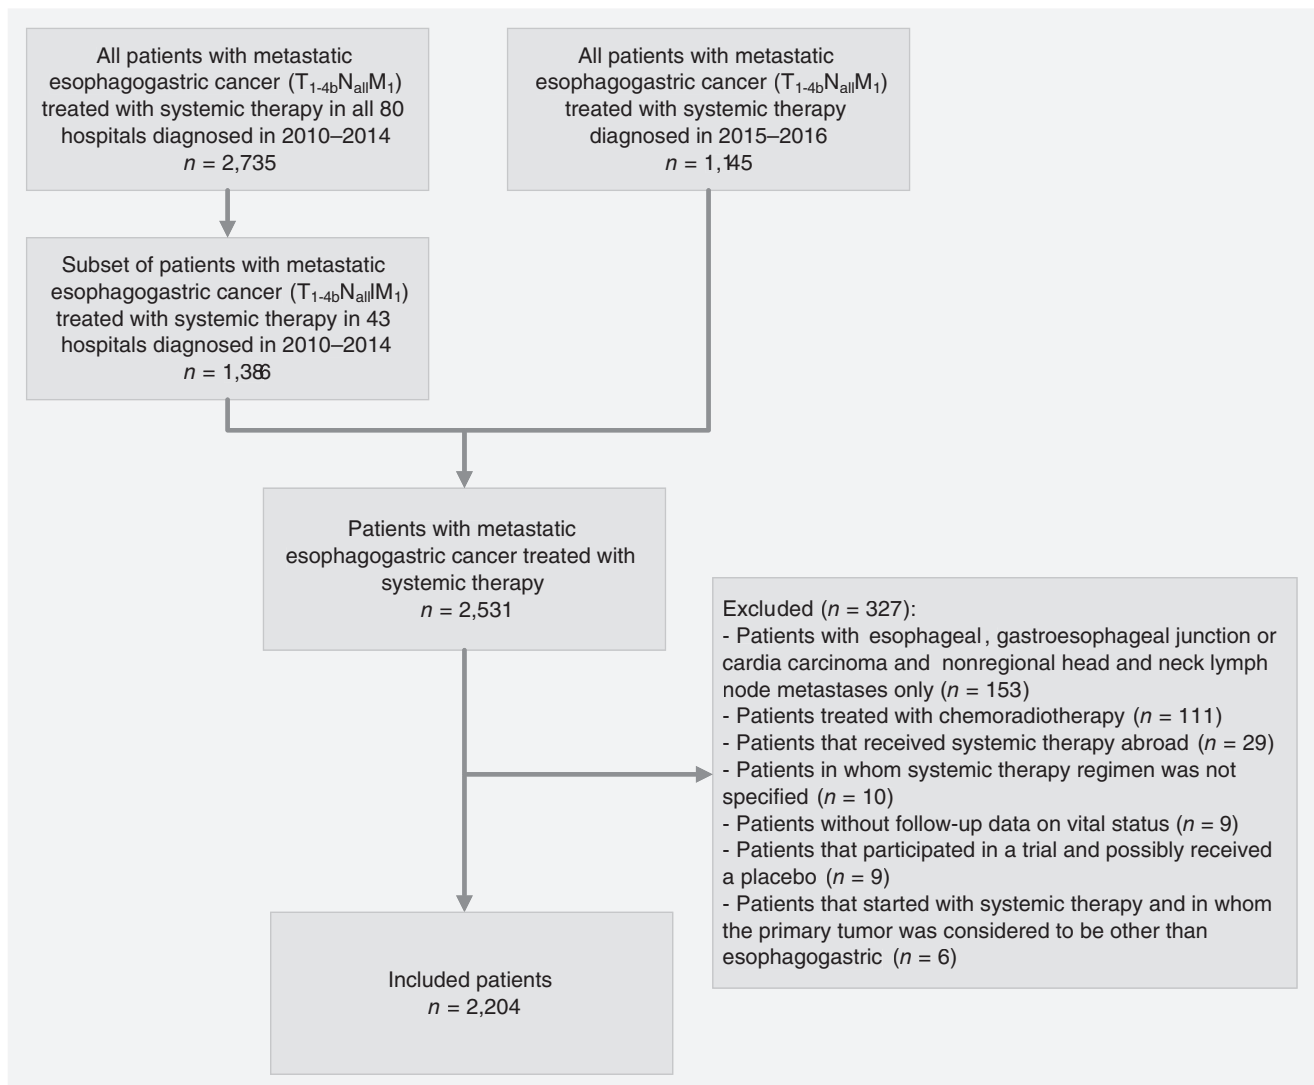 All patients with metastatic
esophagogastric cancer (T1-4bNallM1)
treated with systemic therapy in all 80
hospitals diagnosed in 2010–2014
n = 2,735
All patients with metastatic
esophagogastric cancer (T1-4bNallM1)
treated with systemic therapy
diagnosed in 2015–2016
n = 1,145
Subset of patients with metastatic
esophagogastric cancer (T1-4bNallIM1)
treated with systemic therapy in 43
hospitals diagnosed in 2010–2014
n = 1,386
Patients with metastatic
esophagogastric cancer treated with
systemic therapy
n = 2,531
Excluded (n = 327):
- Patients with esophageal, gastroesophageal junction or
cardia carcinoma and nonregional head and neck lymph
node metastases only (n = 153)
- Patients treated with chemoradiotherapy (n = 111)
- Patients that received systemic therapy abroad (n = 29)
- Patients in whom systemic therapy regimen was not
specified (n = 10)
- Patients without follow-up data on vital status (n = 9)
- Patients that participated in a trial and possibly received
a placebo (n = 9)
- Patients that started with systemic therapy and in whom
the primary tumor was considered to be other than
esophagogastric (n = 6)
Included patients
n = 2,204